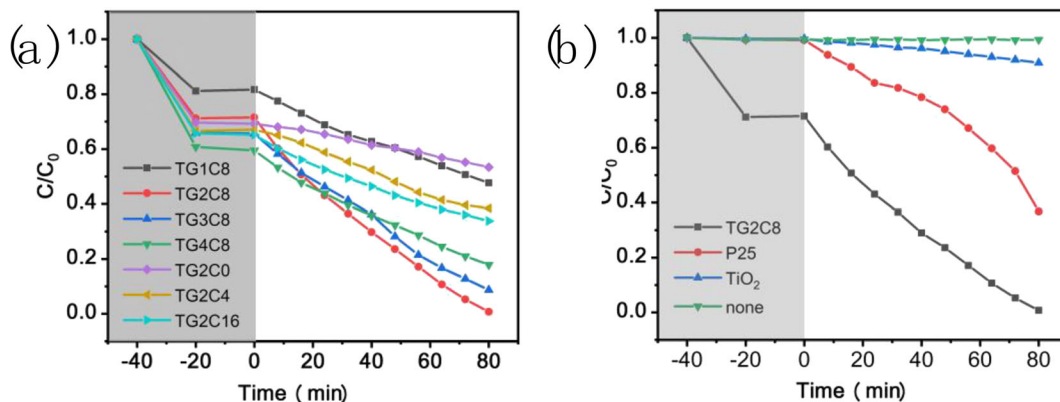 (a)
C/C0
1.0
0.8
0.6
0.4
0.2
0.0
TG1C8
TG2C8
TG3C8
TG4C8
TG2C0
TG2C4
TG2C16
-40 -20 0 20 40 60 80
Time ( min)
(b)
C/C0
1.0
0.8
0.6
0.4
0.2
0.0
TG2C8
P25
TiO2
none
-40 -20 0 20 40 60 80
Time ( min)